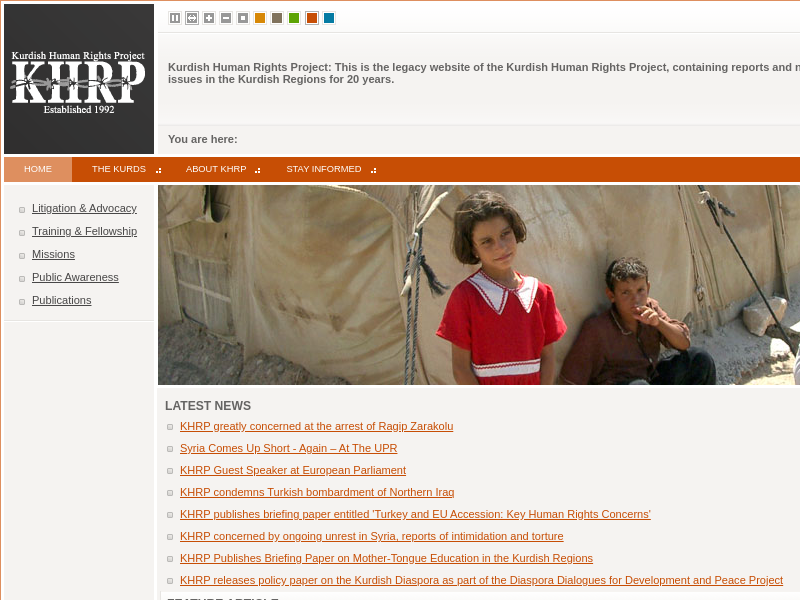 Kurdish Human Rights Project
KHRP
Established 1992
Kurdish Human Rights Project: This is the legacy website of the Kurdish Human Rights Project, containing reports and
issues in the Kurdish Regions for 20 years.
You are here:
HOME
THE KURDS
ABOUT KHRP
STAY INFORMED
Litigation & Advocacy
Training & Fellowship
Missions
Public Awareness
Publications
LATEST NEWS
KHRP greatly concerned at the arrest of Ragip Zarakolu
Syria Comes Up Short - Again – At The UPR
KHRP Guest Speaker at European Parliament
KHRP condemns Turkish bombardment of Northern Iraq
KHRP publishes briefing paper entitled 'Turkey and EU Accession: Key Human Rights Concerns'
KHRP concerned by ongoing unrest in Syria, reports of intimidation and torture
KHRP Publishes Briefing Paper on Mother-Tongue Education in the Kurdish Regions
KHRP releases policy paper on the Kurdish Diaspora as part of the Diaspora Dialogues for Development and Peace Project
FEATURE ARTICLE